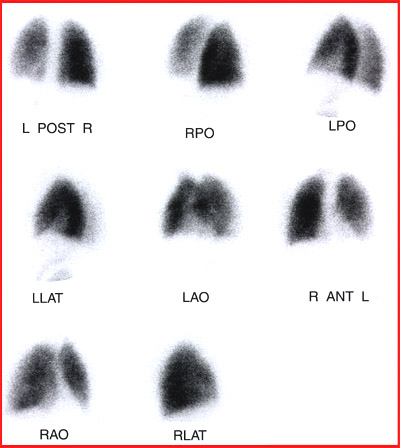 L POST R
RPO
LPO
LLAT
LAO
R ANT L
RAO
RLAT